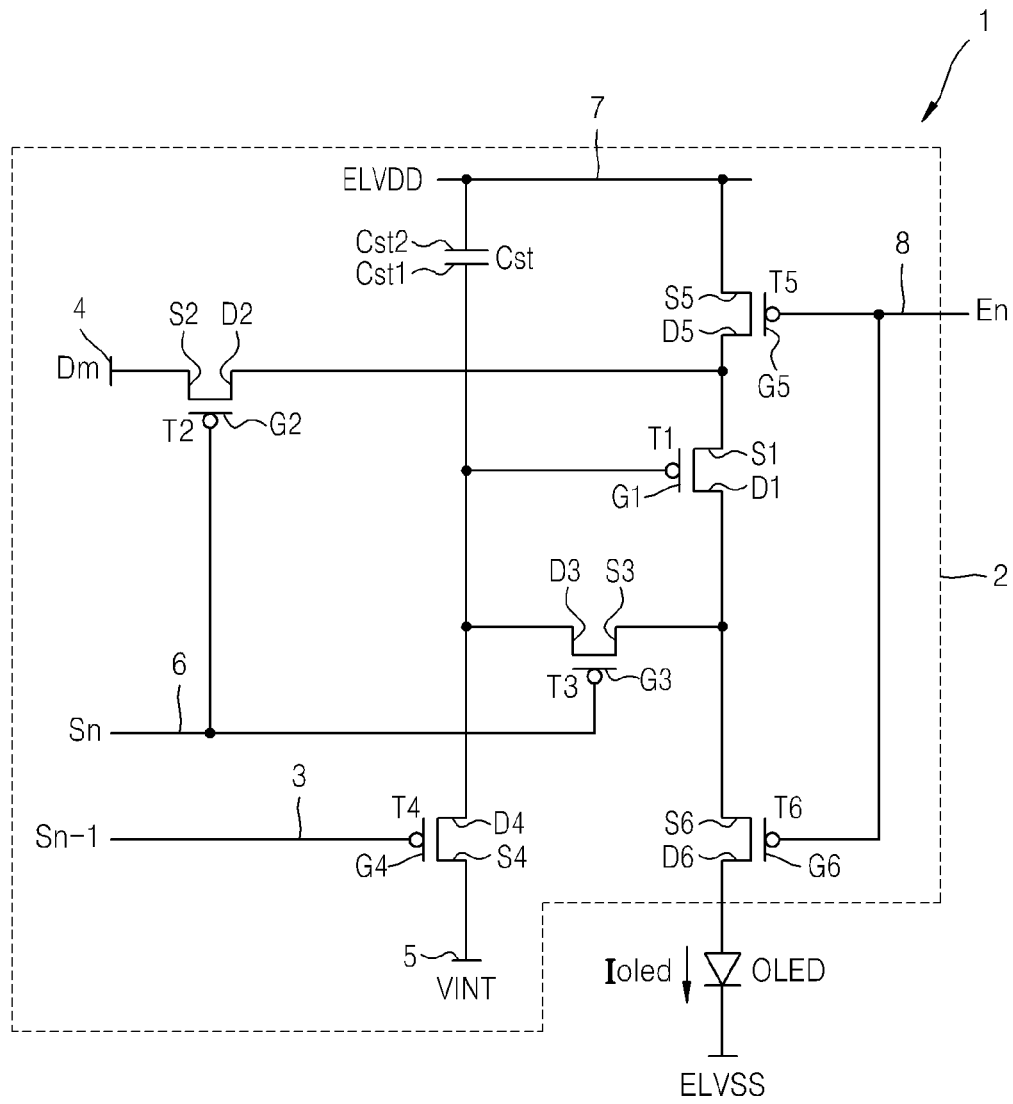 1
7
ELVDD
Cst2
Cst1
Cst
4
S2 D2
S5
T5
8
D5
En
Dm
G5
T2
G2
T1
S1
G1
D1
D3 S3
2
6
T3
G3
Sn
3
T4
D4
S6
T6
Sn-1
G4
S4
D6
G6
5
VINT
Ioled
OLED
ELVSS